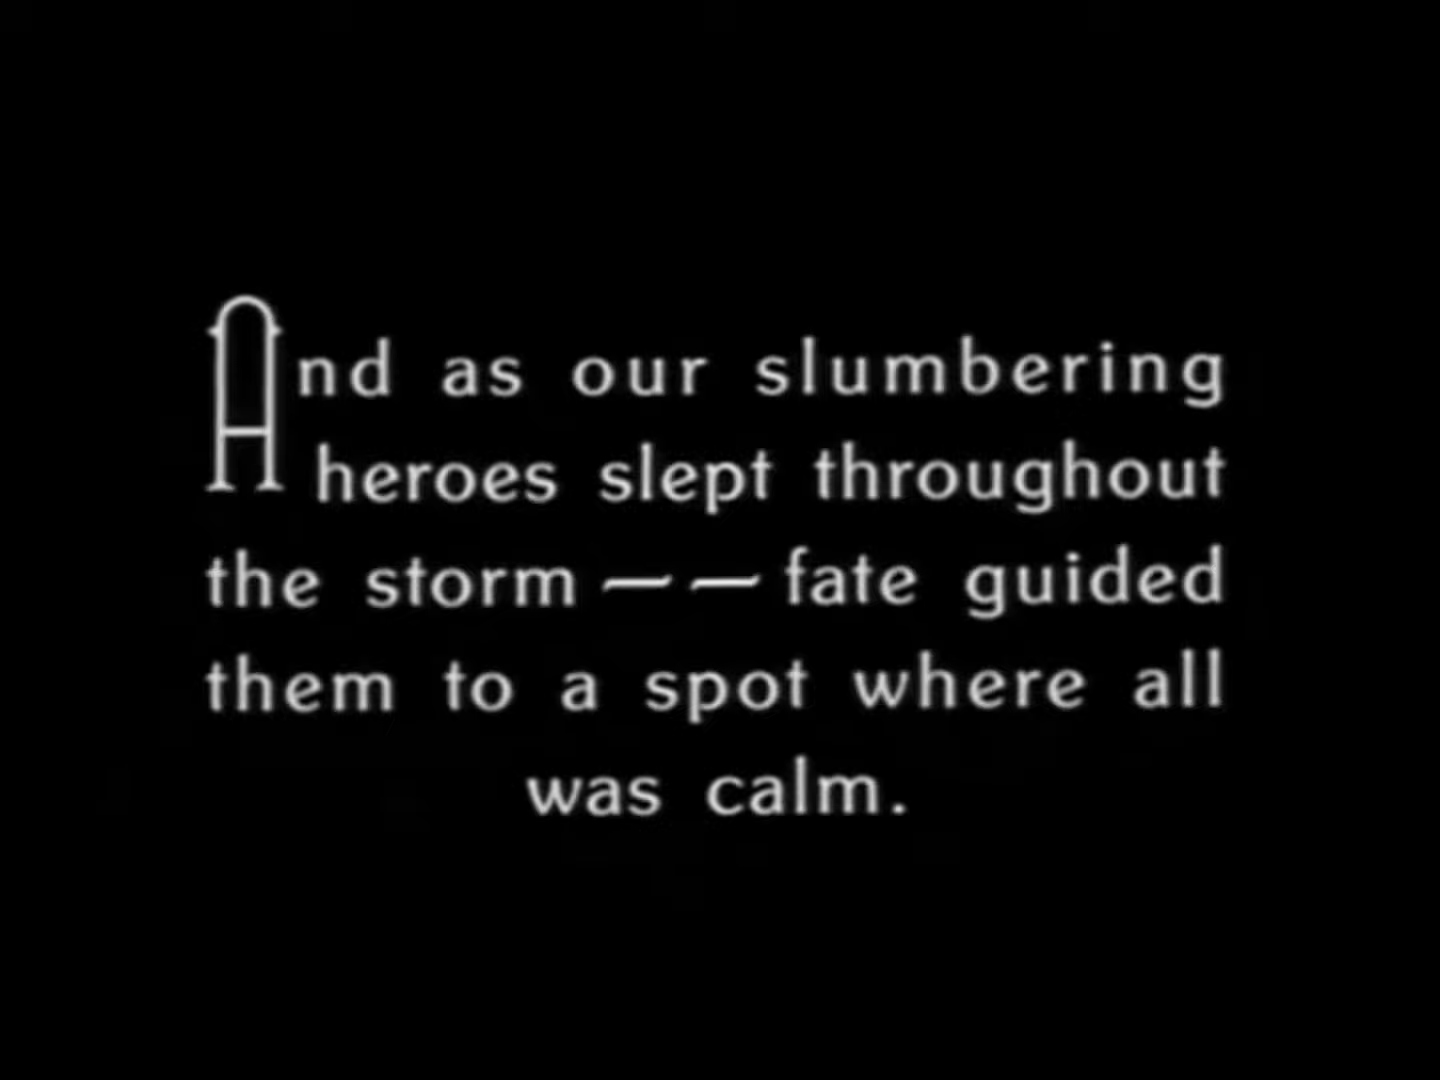 And as our slumbering
heroes slept throughout
the storm — — fate guided
them to a spot where all
was calm.